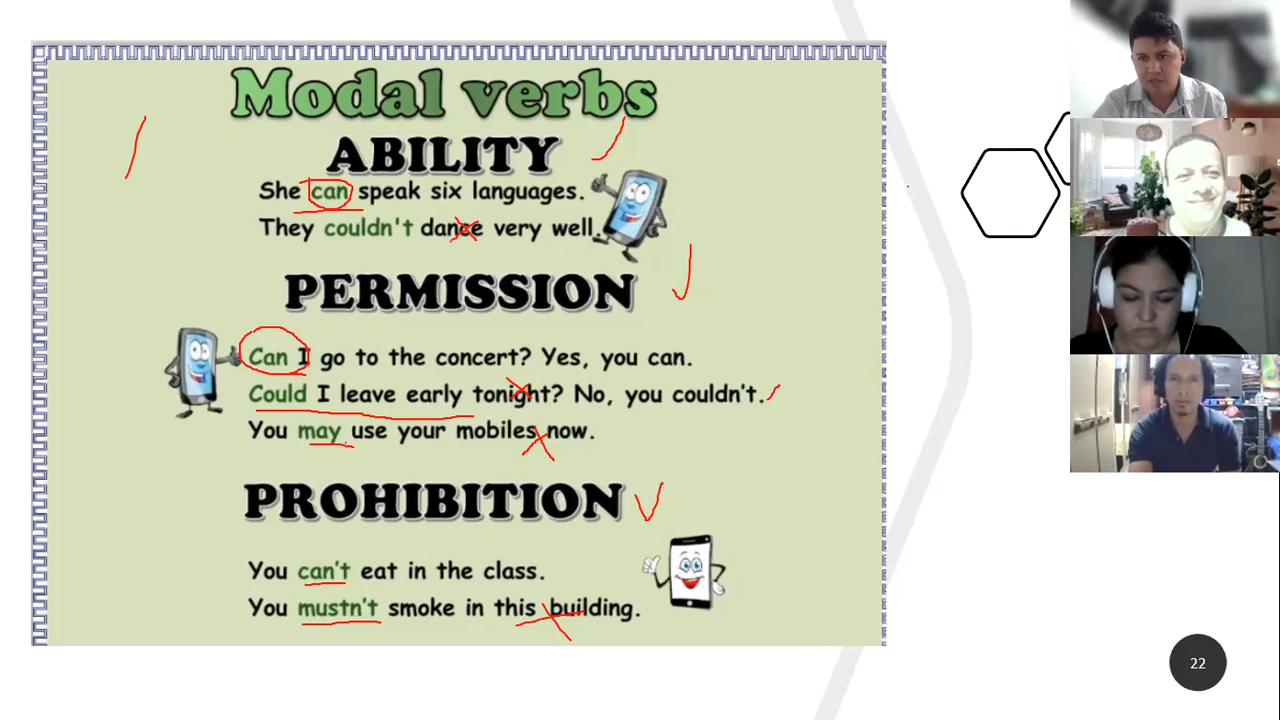 Modal verbs
ABILITY
She can speak six languages.
They couldn't dance very well.
PERMISSION
Can I go to the concert? Yes, you can.
Could I leave early tonight? No, you couldn't.
You may use your mobiles now.
PROHIBITION
You can't eat in the class.
You mustn't smoke in this building.
22